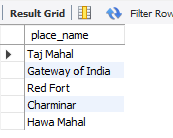 Result Grid Filter Row
place_name
Taj Mahal
Gateway of India
Red Fort
Charminar
Hawa Mahal